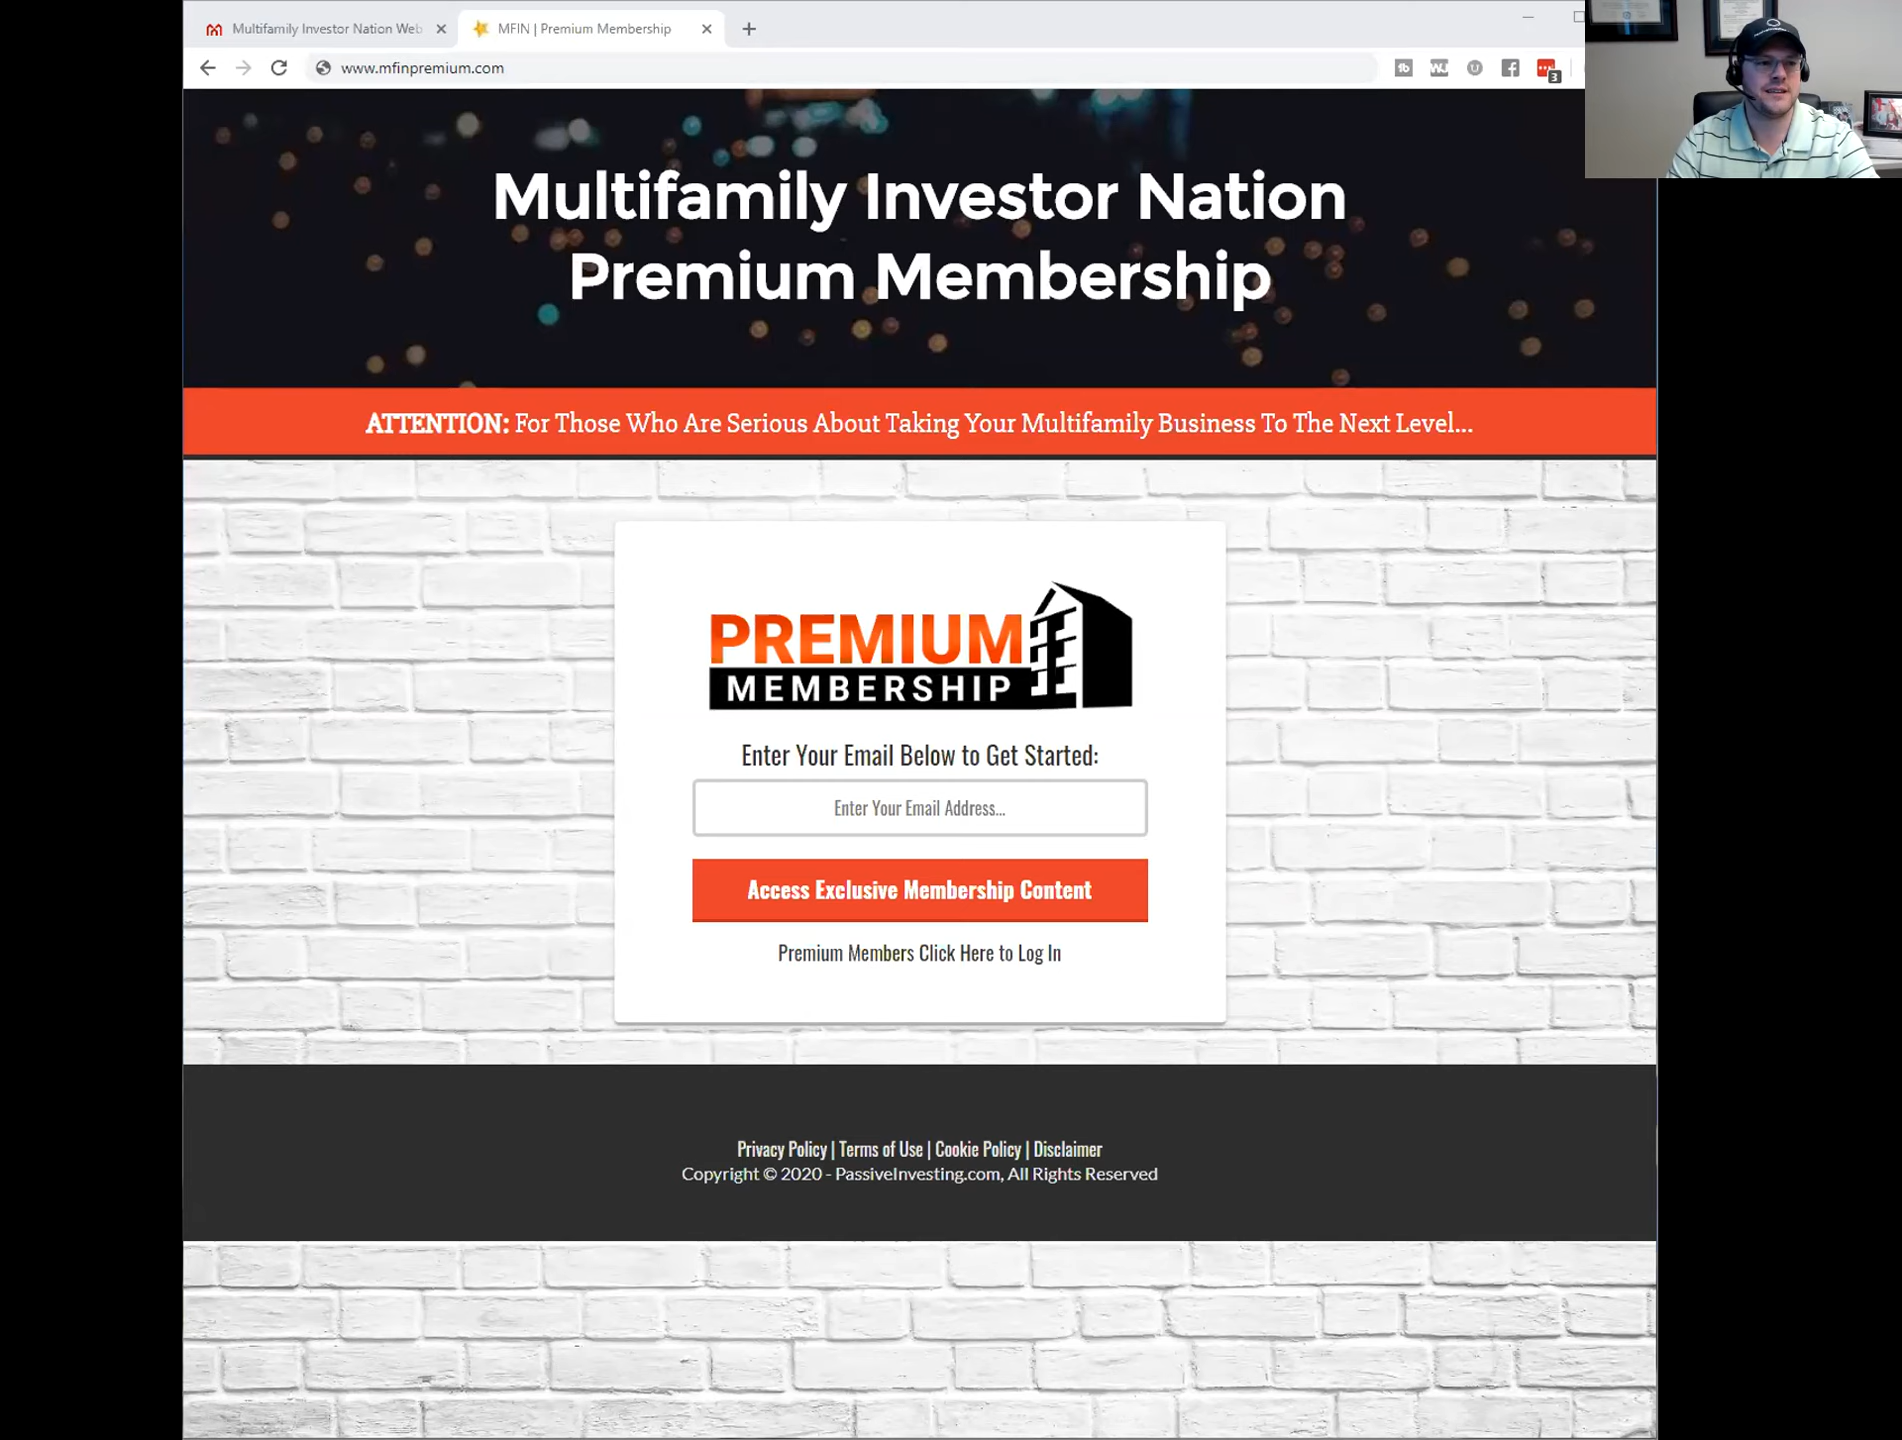 Multifamily Investor Nation Web
MFIN | Premium Membership
www.mfinpremium.com
3
Multifamily Investor Nation
Premium Membership
ATTENTION: For Those Who Are Serious About Taking Your Multifamily Business To The Next Level...
PREMIUM
MEMBERSHIP
Enter Your Email Below to Get Started:
Enter Your Email Address...
Access Exclusive Membership Content
Premium Members Click Here to Log In
Privacy Policy | Terms of Use | Cookie Policy | Disclaimer
Copyright © 2020 - PassiveInvesting.com, All Rights Reserved